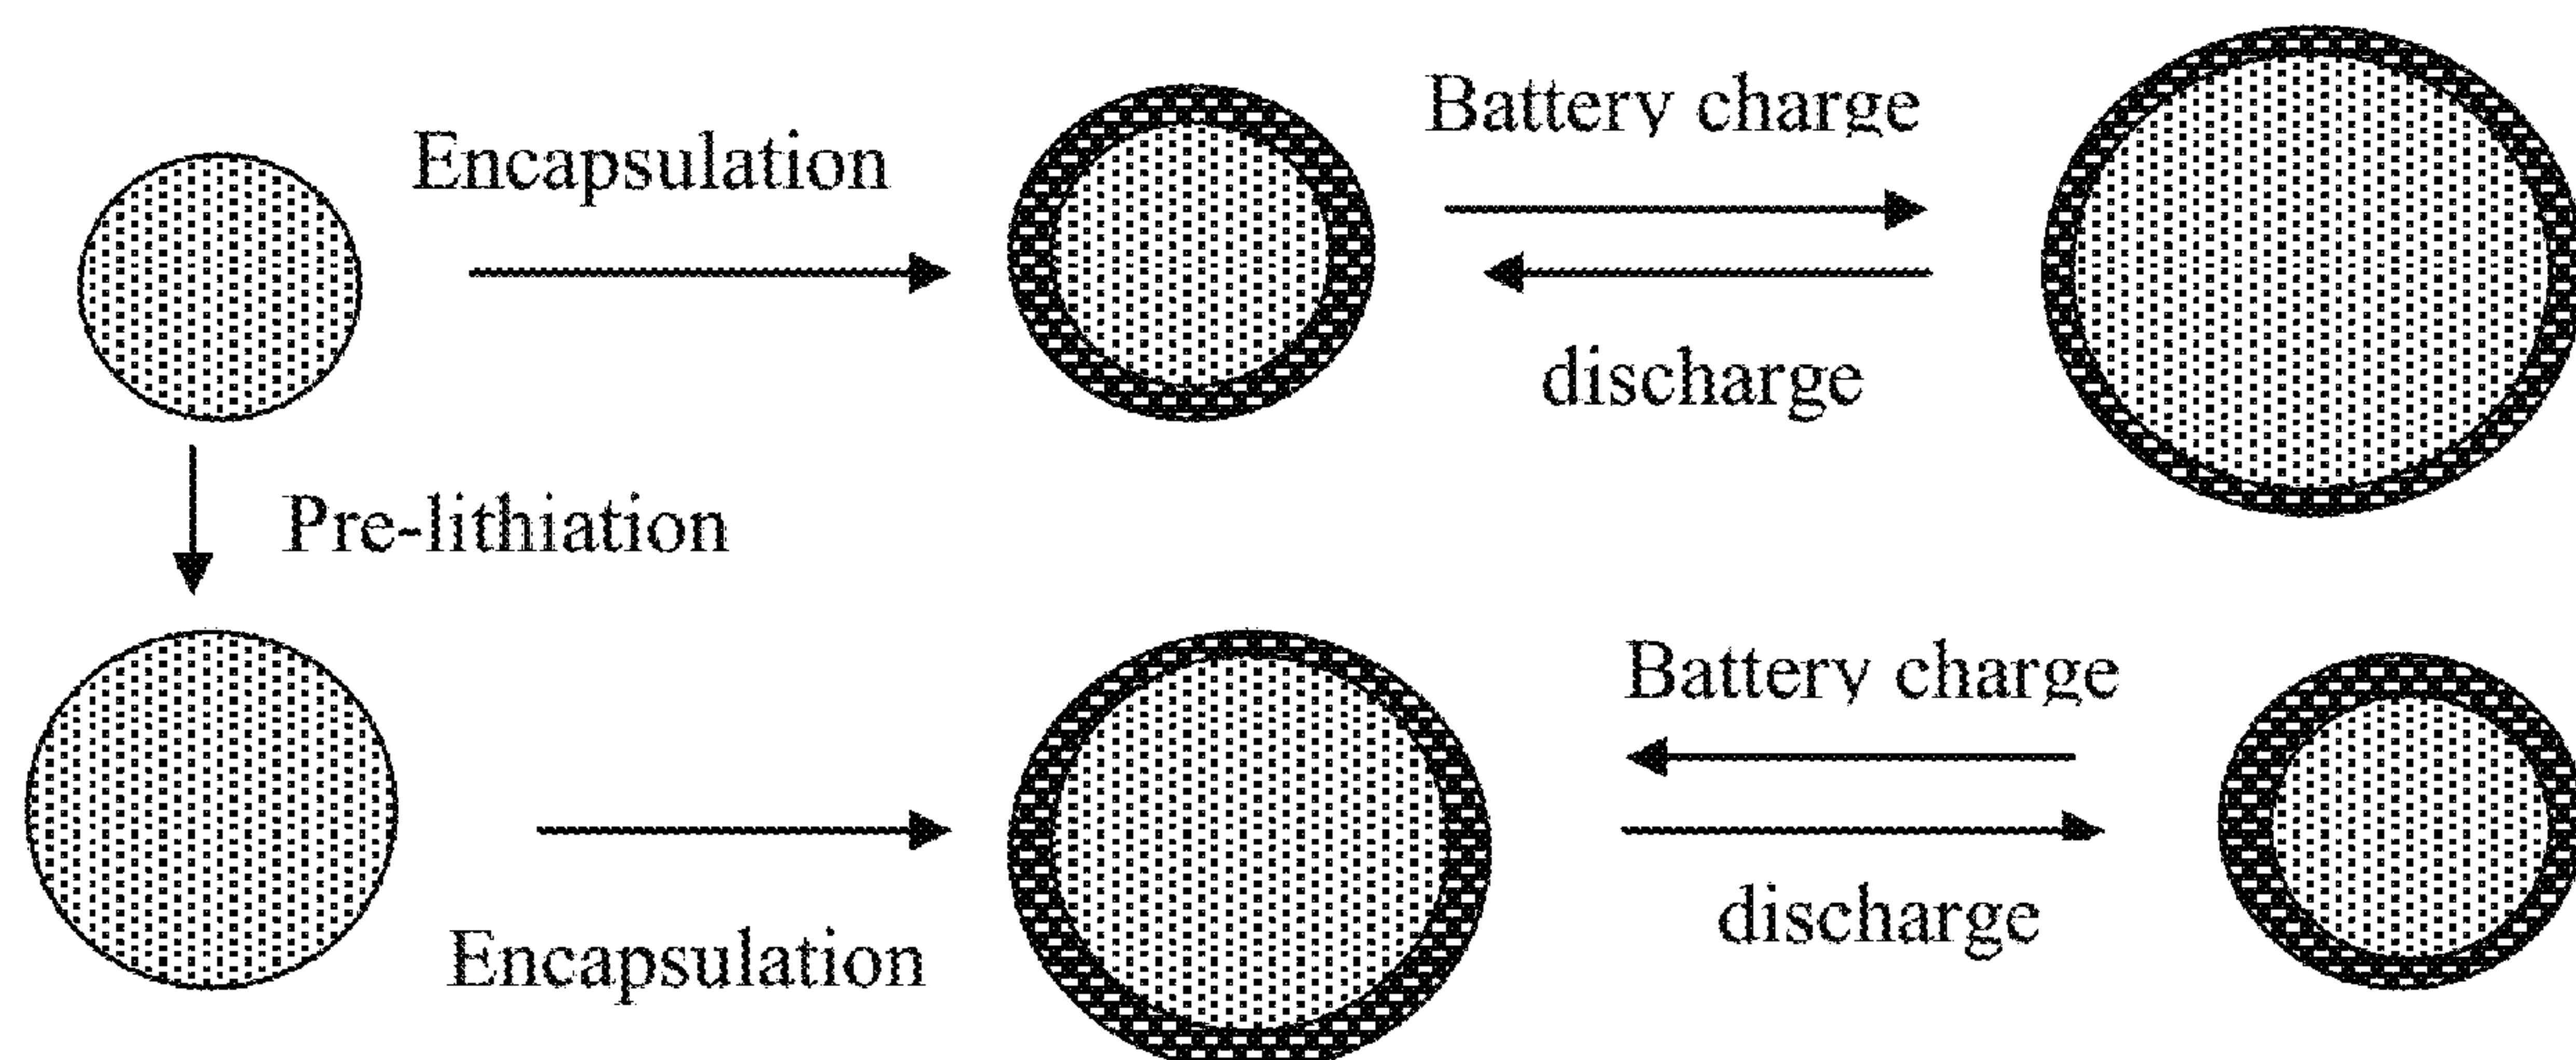 Encapsulation
Battery charge
discharge
Pre-lithiation
Encapsulation
Battery charge
discharge